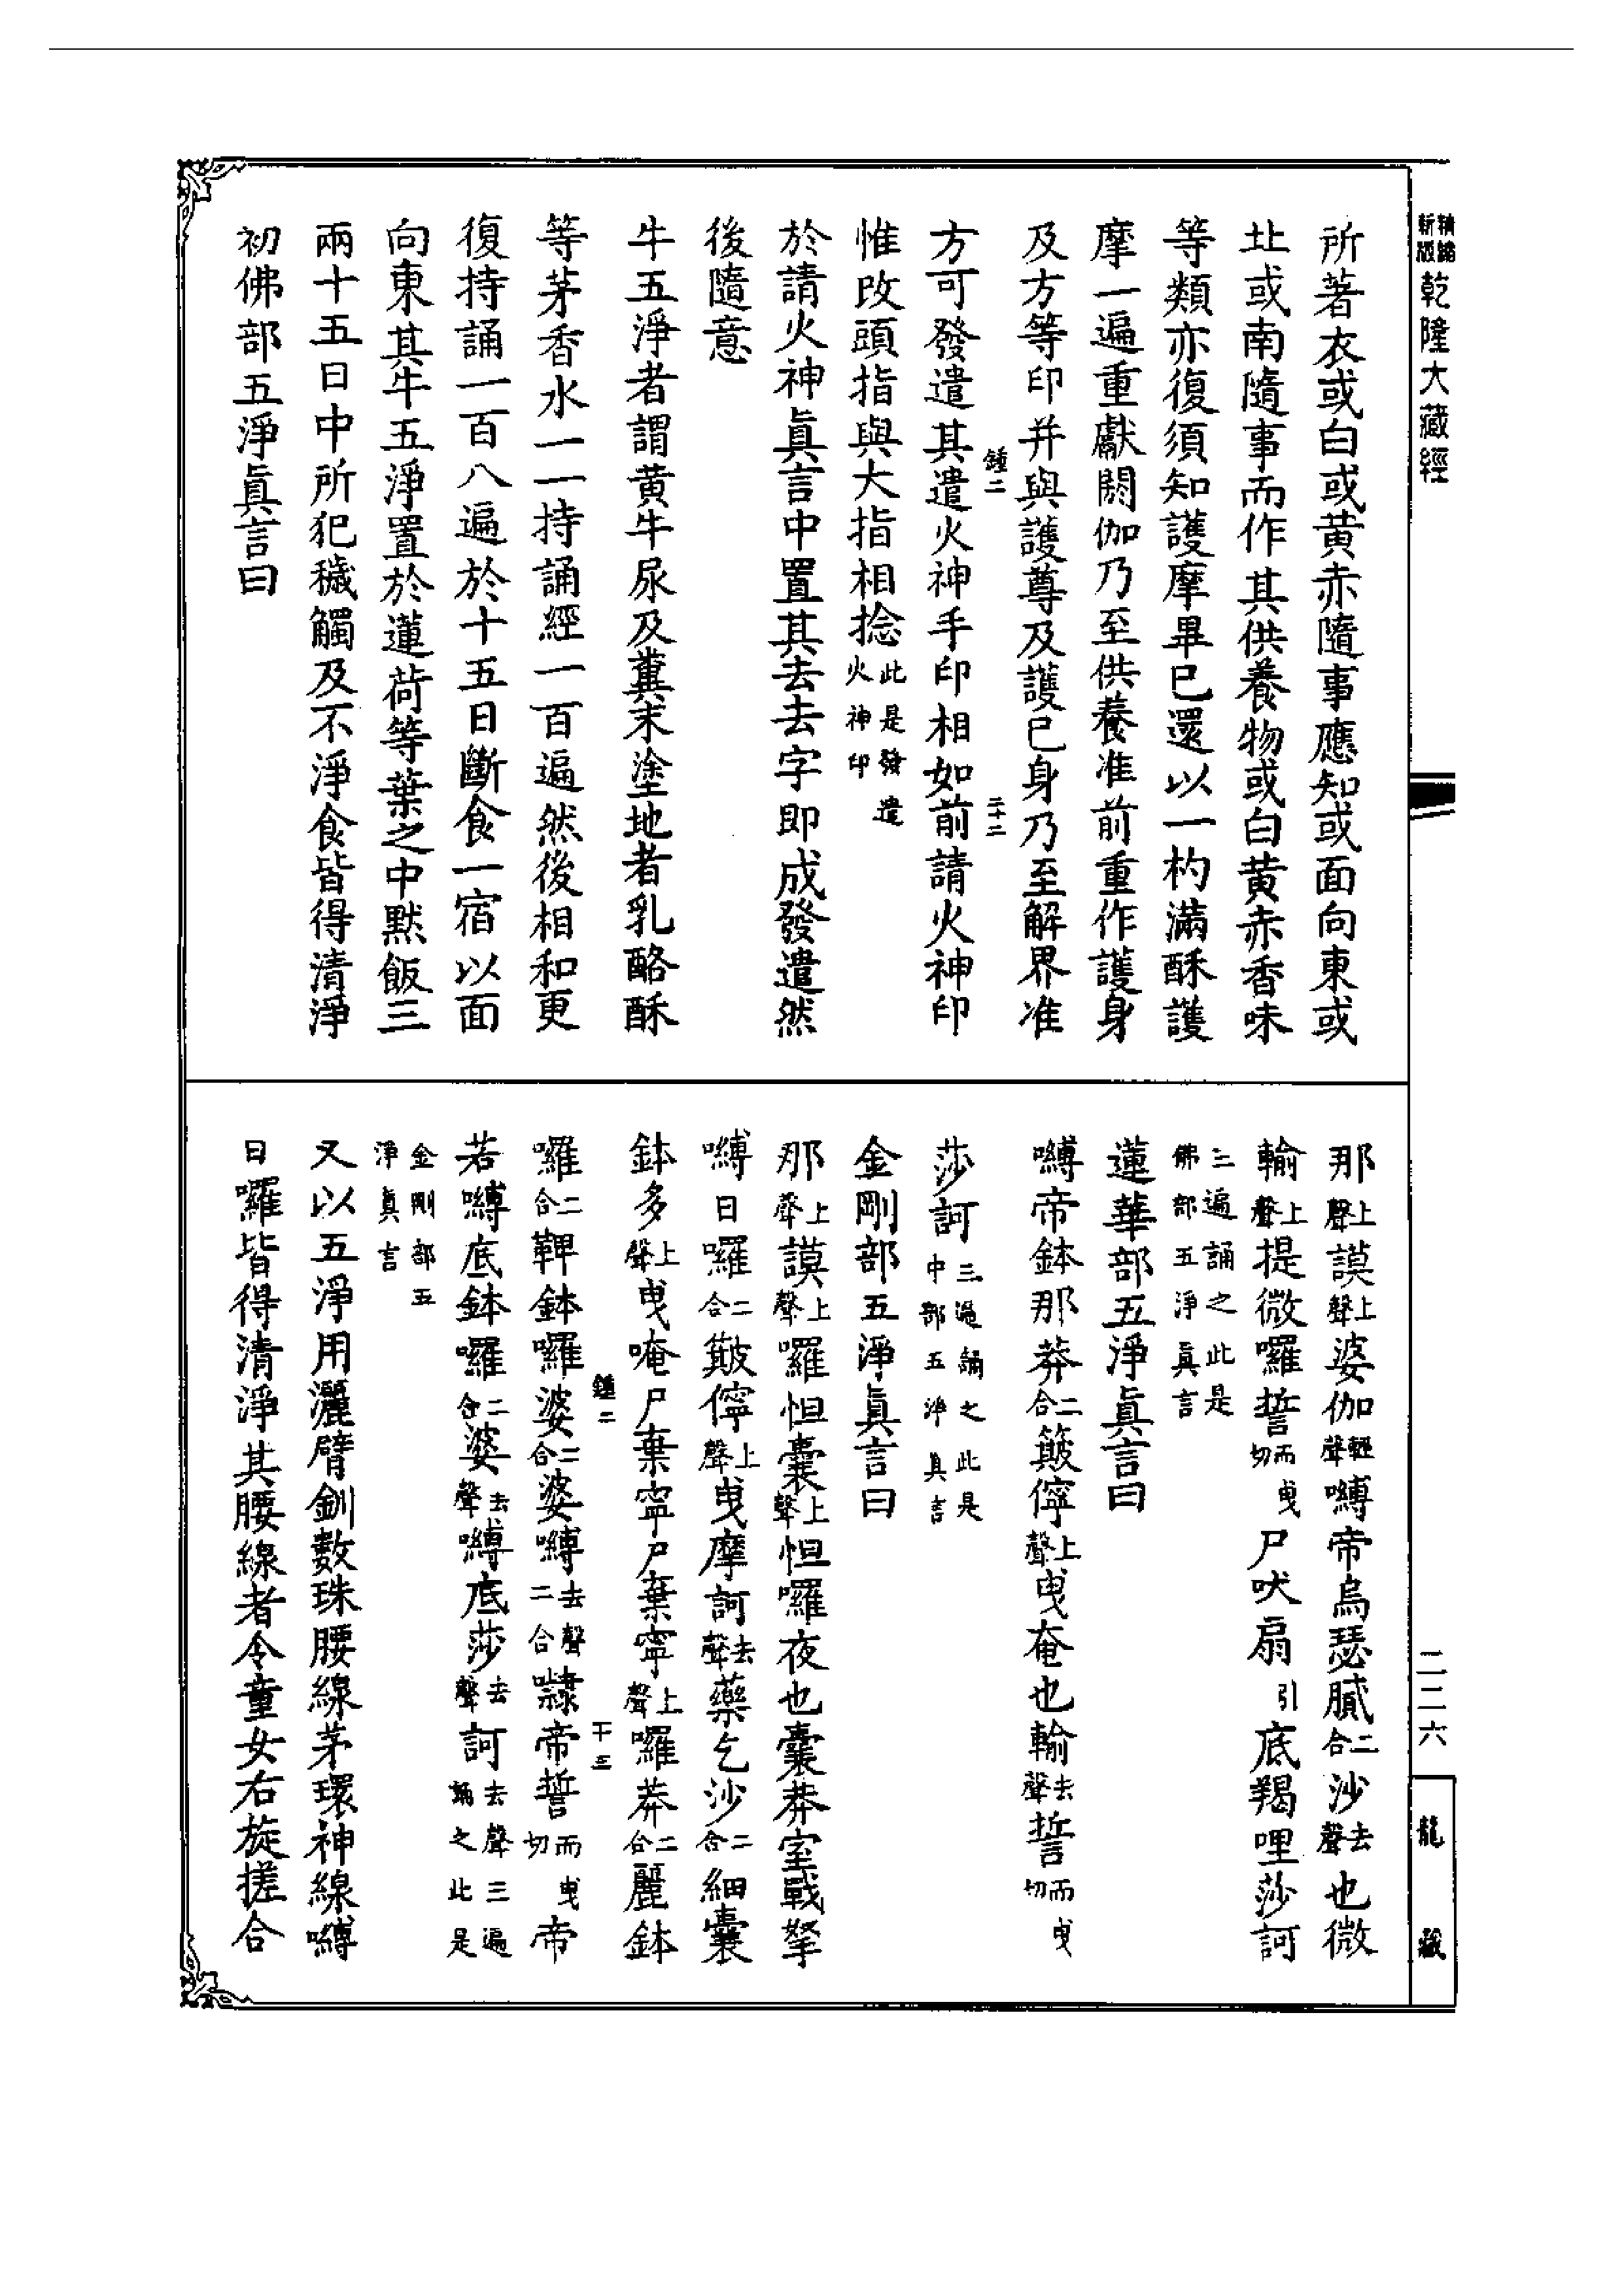 精縮新版乾隆大藏經
二二六
龍藏
所著衣或白或黃赤隨事應知或面向東或
北或南隨事而作其供養物或白黃赤香味
等類亦復須知護摩畢已還以一杓滿酥護
摩一遍重獻閼伽乃至供養准前重作護身
及方等印并與護尊及護已身乃至解界准
方可發遣其遣火神手印相如前請火神印
鍾二
二十二
惟改頭指與大指相捻此是發遣火神印
於請火神眞言中置其去去字即成發遣然
後隨意
牛五淨者謂黃牛尿及糞末塗地者乳酪酥
等茅香水一一持誦經一百遍然後相和更
復持誦一百八遍於十五日斷食一宿以面
向東其牛五淨置於蓮荷等葉之中默飯三
兩十五日中所犯穢觸及不淨食皆得清淨
初佛部五淨眞言曰
那上聲謨上聲婆伽輕聲嚩帝烏瑟膩二合沙去聲也微
輸上聲提微囉誓而曳切尸吠扇引底羯哩莎訶
三遍誦之此是佛部五淨眞言
蓮華部五淨眞言曰
嚩帝鉢那莽二合簸儜上聲曳奄也輸去聲誓而曳切
莎訶三遍誦之此是中部五淨眞言
金剛部五淨眞言曰
那上聲謨上聲囉怛囊上聲怛囉夜也囊莽室戰拏
嚩日囉二合簸儜上聲曳摩訶去聲藥乞沙二合細囊
鉢多上聲曳唵尸棄寧尸棄寧上聲囉莽二合麗鉢
囉二合鞞鉢囉婆二合婆嚩去聲二合隸帝誓而曳切帝
鍾二
二十三
若嚩底鉢囉二合婆去聲嚩底莎去聲訶去聲三遍誦之此是
金剛部五淨眞言
又以五淨用灑臂釧數珠腰線茅環神線嚩
日囉皆得清淨其腰線者令童女右旋搓合